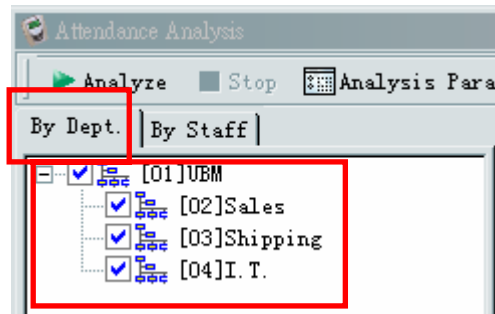 Attendance Analysis
Analyze Stop Analysis Para
By Dept. By Staff
[01]UBM
[02]Sales
[03]Shipping
[04]I.T.